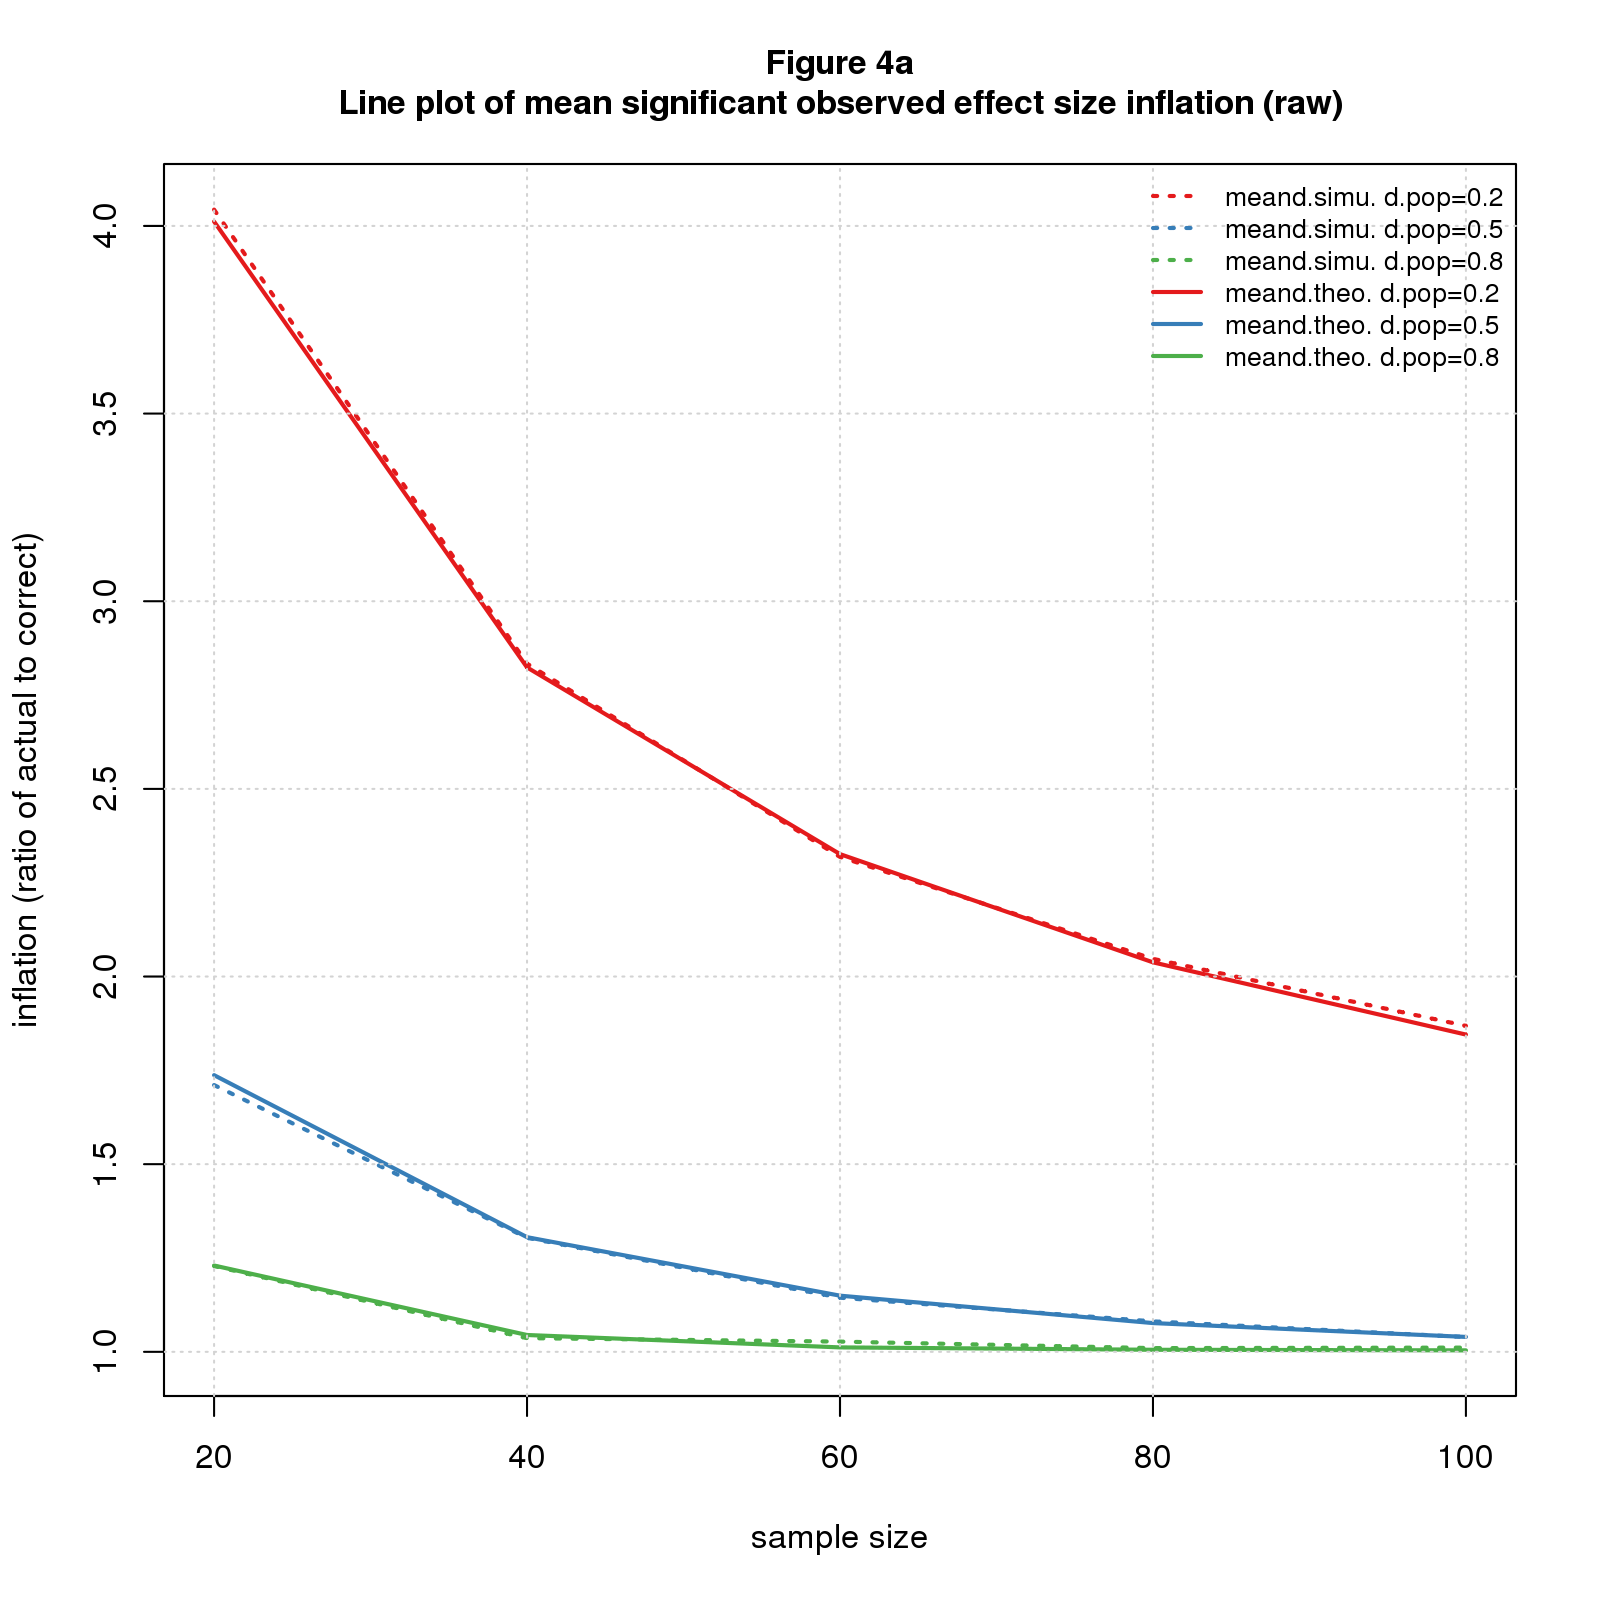 Figure 4a
Line plot of mean significant observed effect size inflation (raw)
meand.simu. d.pop=0.2
meand.simu. d.pop=0.5
meand.simu. d.pop=0.8
meand.theo. d.pop=0.2
meand.theo. d.pop=0.5
meand.theo. d.pop=0.8
inflation (ratio of actual to correct)
4.0
3.5
3.0
2.5
2.0
1.5
1.0
20 40 60 80 100
sample size